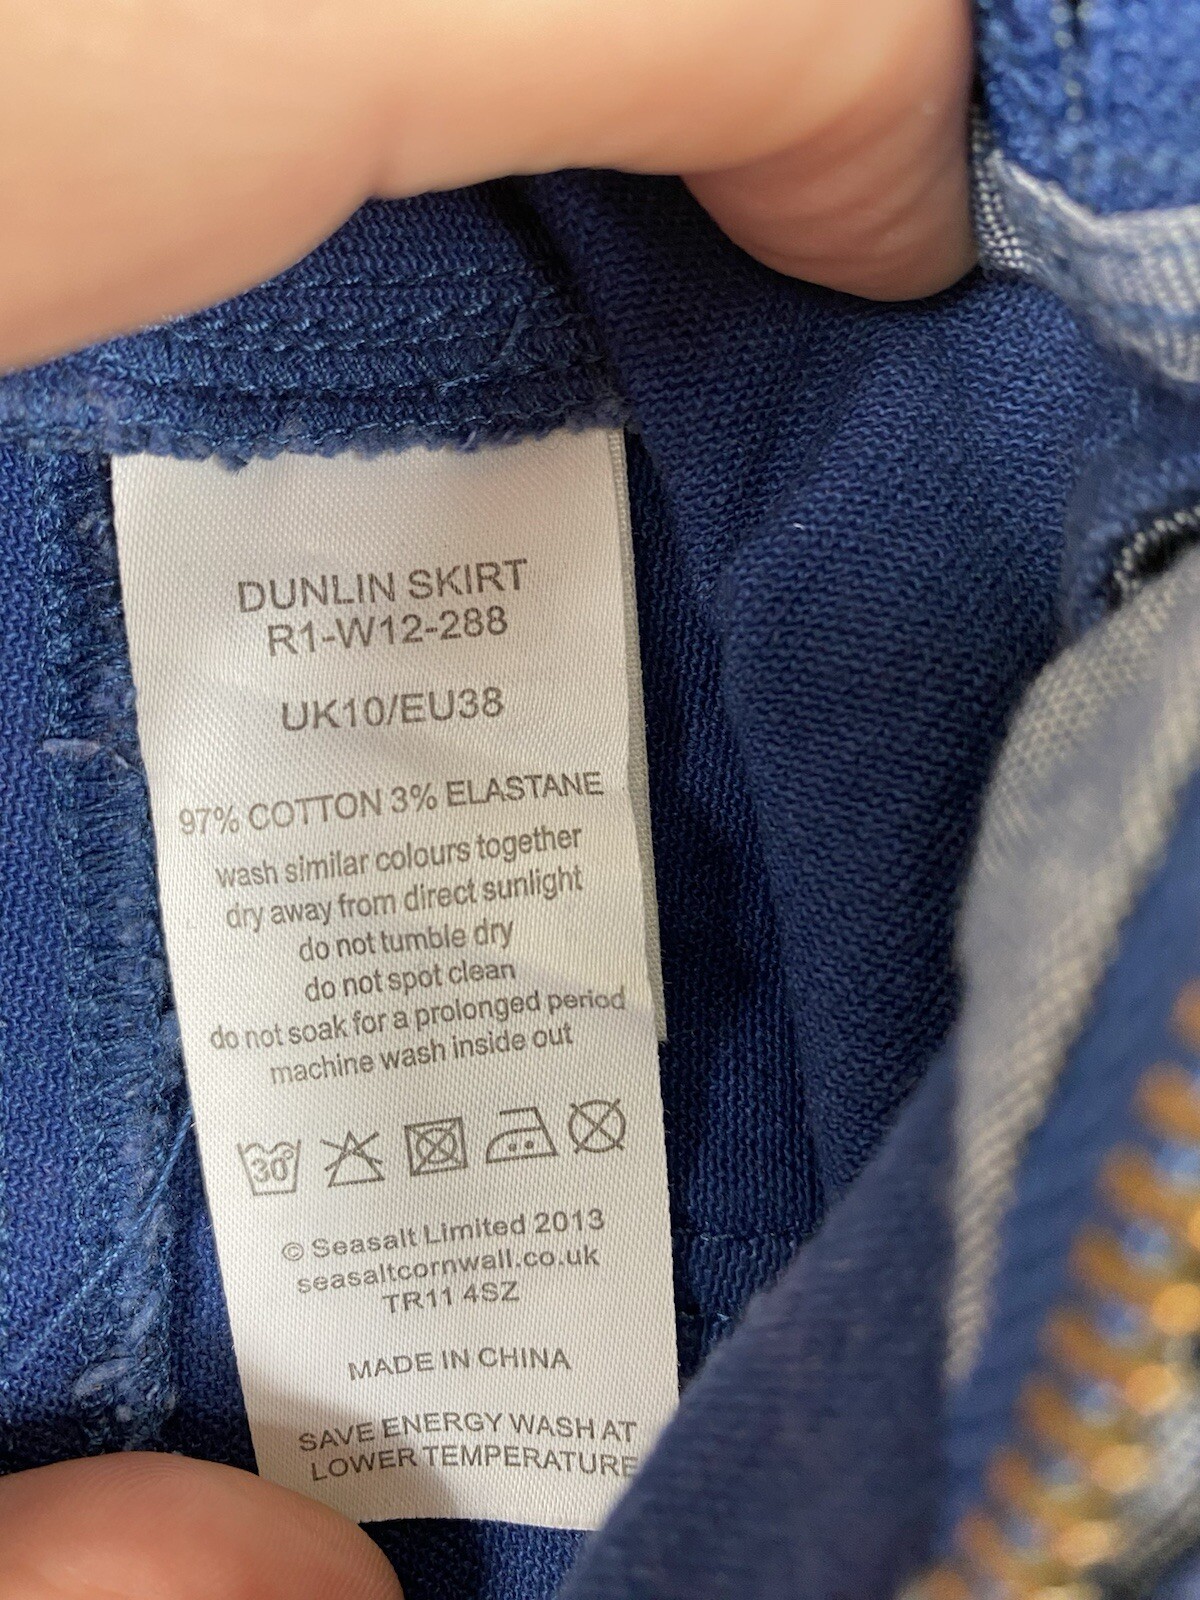 DUNLIN SKIRT
R1-W12-288
UK10/EU38
97% COTTON 3% ELASTANE
wash similar colours together
dry away from direct sunlight
do not tumble dry
do not spot clean
do not soak for a prolonged period
machine wash inside out
30
© Seasalt Limited 2013
seasaltcornwall.co.uk
TR11 4SZ
MADE IN CHINA
SAVE ENERGY WASH AT
LOWER TEMPERATURE